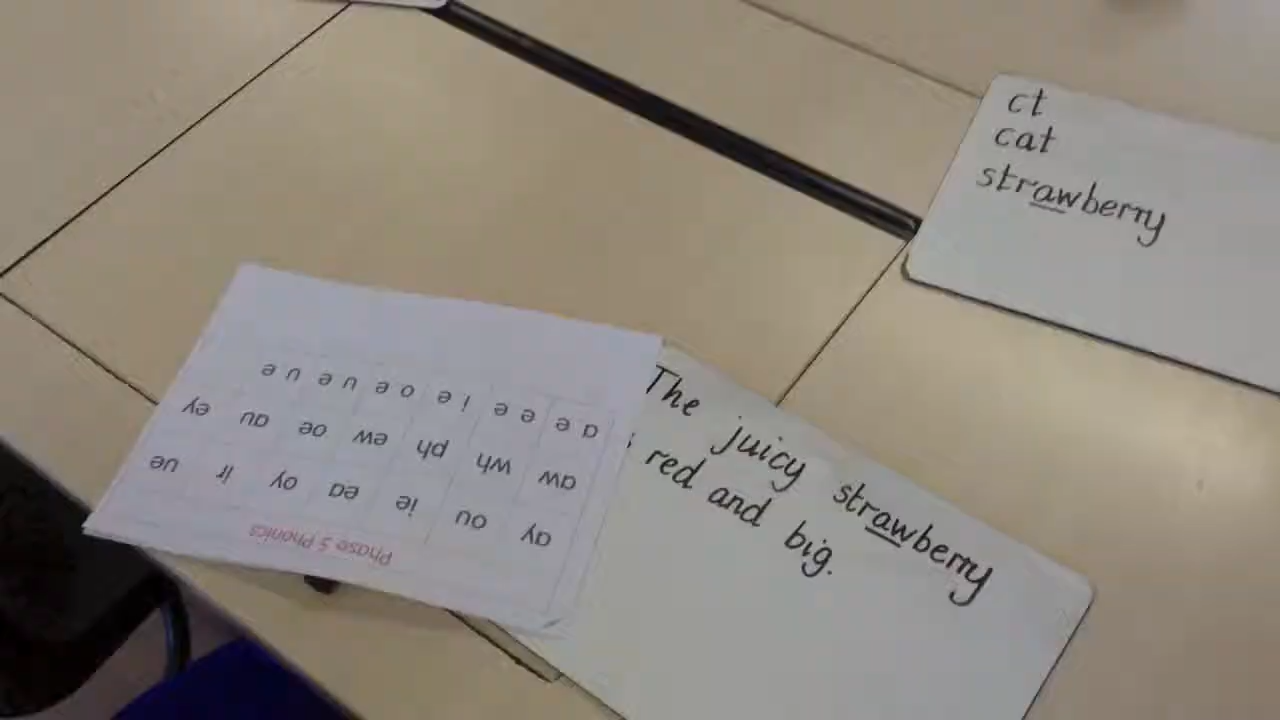 ct
cat
strawberry
The juicy strawberry
red and big.
Phase 5 Phonics
ay ou ie ea oy ir ue
aw wh ph ew oe au ey
a e e e i e o e u e u e